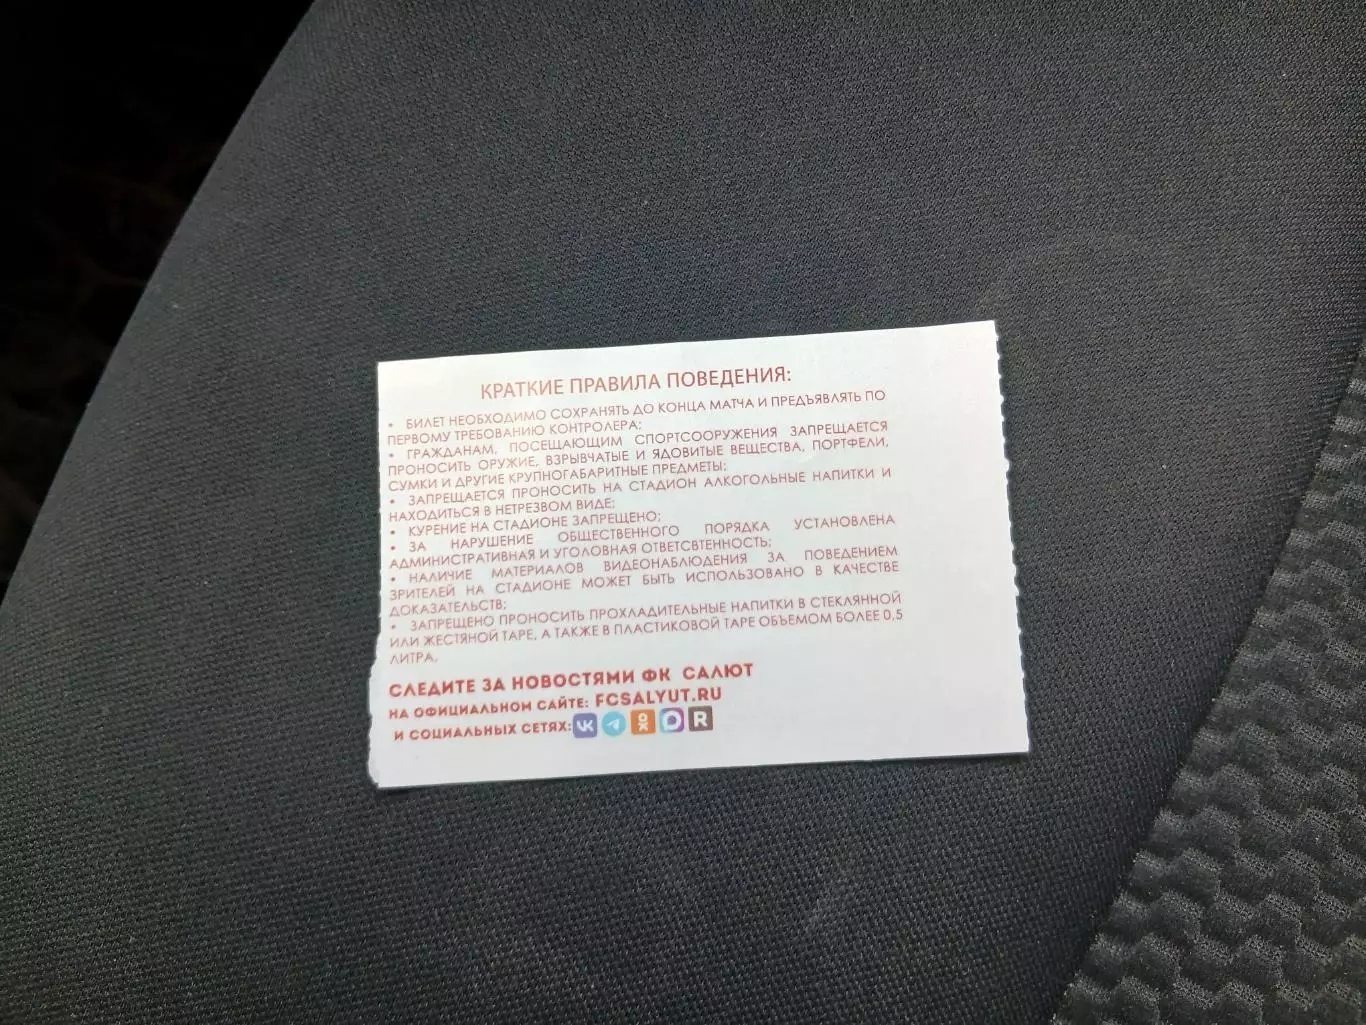 КРАТКИЕ ПРАВИЛА ПОВЕДЕНИЯ:
• БИЛЕТ НЕОБХОДИМО СОХРАНЯТЬ ДО КОНЦА МАТЧА И ПРЕДЪЯВЛЯТЬ ПО
ПЕРВОМУ ТРЕБОВАНИЮ КОНТРОЛЕРА;
• ГРАЖДАНАМ, ПОСЕЩАЮЩИМ СПОРТСООРУЖЕНИЯ ЗАПРЕЩАЕТСЯ
ПРОНОСИТЬ ОРУЖИЕ, ВЗРЫВЧАТЫЕ И ЯДОВИТЫЕ ВЕЩЕСТВА, ПОРТФЕЛИ,
СУМКИ И ДРУГИЕ КРУПНОГАБАРИТНЫЕ ПРЕДМЕТЫ;
• ЗАПРЕЩАЕТСЯ ПРОНОСИТЬ НА СТАДИОН АЛКОГОЛЬНЫЕ НАПИТКИ И
НАХОДИТЬСЯ В НЕТРЕЗВОМ ВИДЕ;
• КУРЕНИЕ НА СТАДИОНЕ ЗАПРЕЩЕНО;
• ЗА НАРУШЕНИЕ ОБЩЕСТВЕННОГО ПОРЯДКА УСТАНОВЛЕНА
АДМИНИСТРАТИВНАЯ И УГОЛОВНАЯ ОТВЕТСВТЕННОСТЬ;
• НАЛИЧИЕ МАТЕРИАЛОВ ВИДЕОНАБЛЮДЕНИЯ ЗА ПОВЕДЕНИЕМ
ЗРИТЕЛЕЙ НА СТАДИОНЕ МОЖЕТ БЫТЬ ИСПОЛЬЗОВАНО В КАЧЕСТВЕ
ДОКАЗАТЕЛЬСТВ;
• ЗАПРЕЩЕНО ПРОНОСИТЬ ПРОХЛАДИТЕЛЬНЫЕ НАПИТКИ В СТЕКЛЯННОЙ
ИЛИ ЖЕСТЯНОЙ ТАРЕ, А ТАКЖЕ В ПЛАСТИКОВОЙ ТАРЕ ОБЪЕМОМ БОЛЕЕ 0,5
ЛИТРА.
СЛЕДИТЕ ЗА НОВОСТЯМИ ФК САЛЮТ
НА ОФИЦИАЛЬНОМ САЙТЕ: FCSALYUT.RU
И СОЦИАЛЬНЫХ СЕТЯХ: R